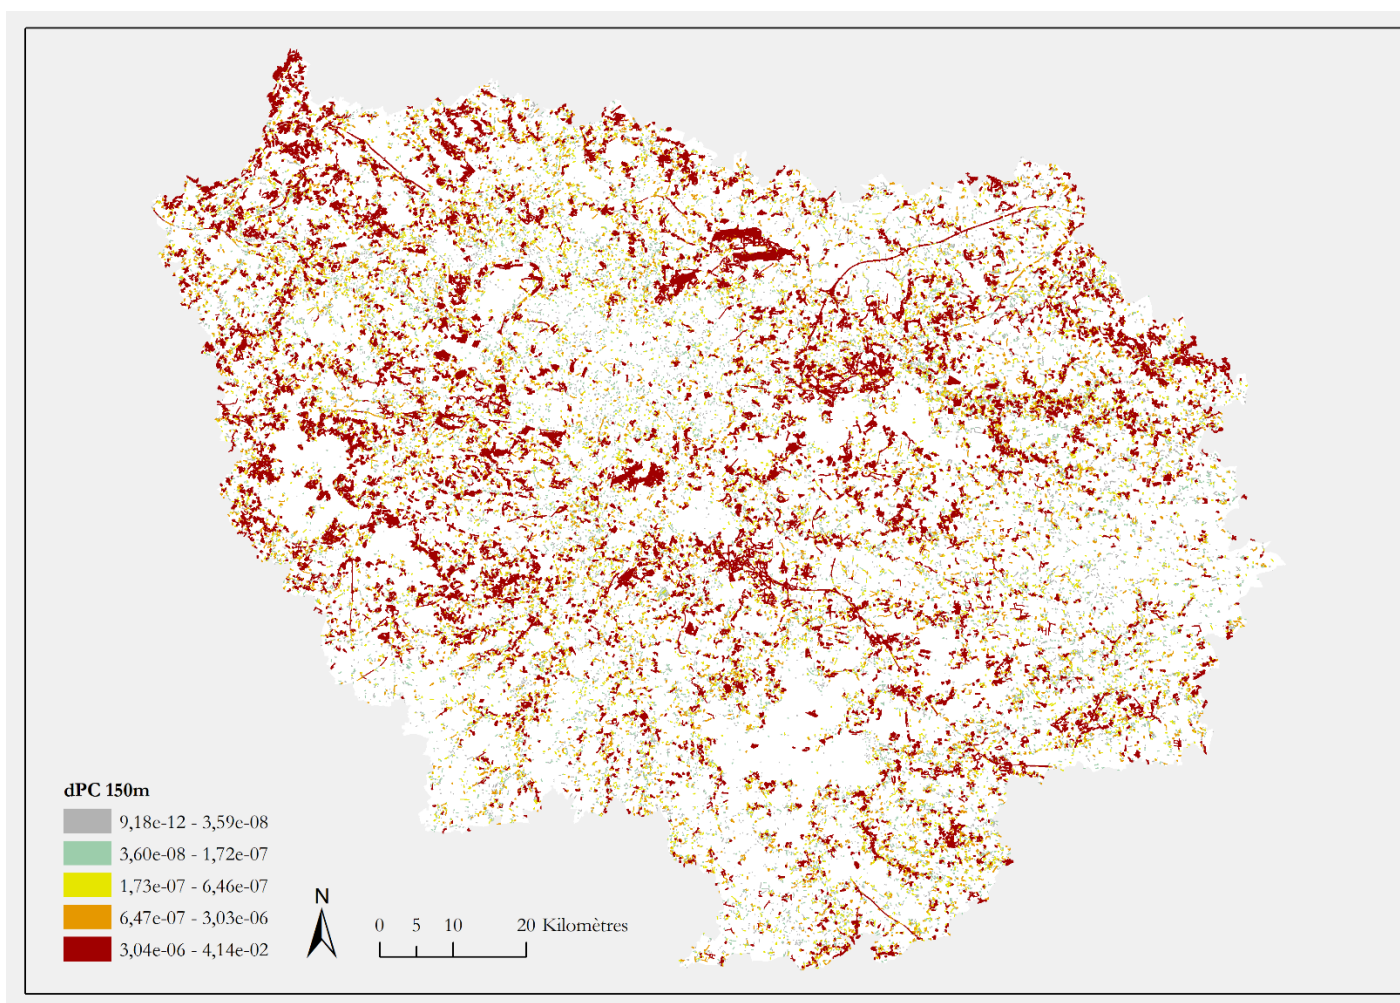 dPC 150m
9,18e-12 - 3,59e-08
3,60e-08 - 1,72e-07
1,73e-07 - 6,46e-07
6,47e-07 - 3,03e-06
3,04e-06 - 4,14e-02
N
0 5 10 20 Kilomètres